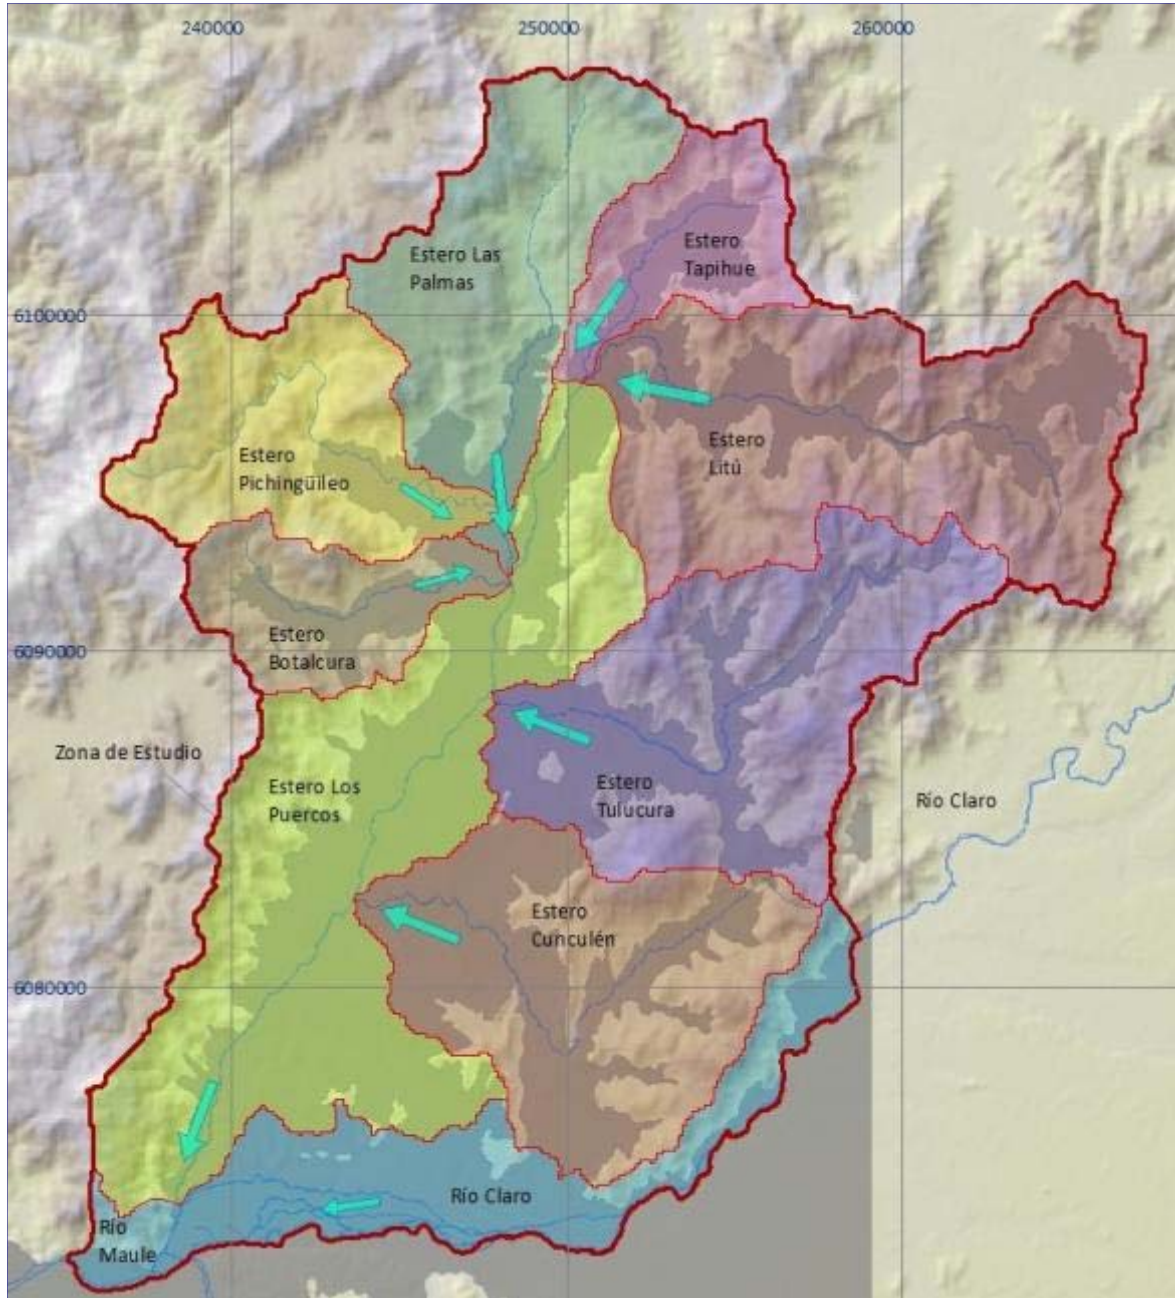 240000
250000
260000
Estero Las
Palmas
Estero
Tapihue
6100000
Estero
Litú
Estero
Pichingüileo
Estero
Botalcura
6090000
Zona de Estudio
Estero Los
Puercos
Estero
Tulucura
Río Claro
Estero
Cunculén
6080000
Río Claro
Río
Maule